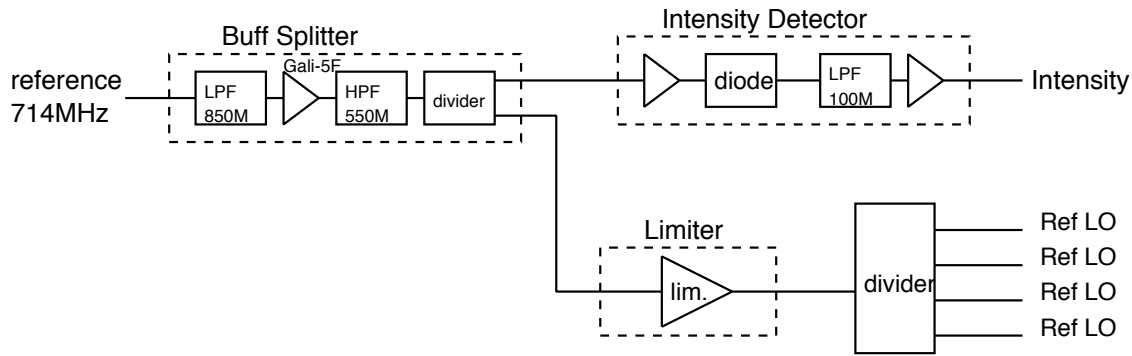 Intensity Detector
Buff Splitter
Gali-5F
reference
714MHz
LPF
850M
HPF
550M
divider
diode
LPF
100M
Intensity
Limiter
lim.
divider
Ref LO
Ref LO
Ref LO
Ref LO